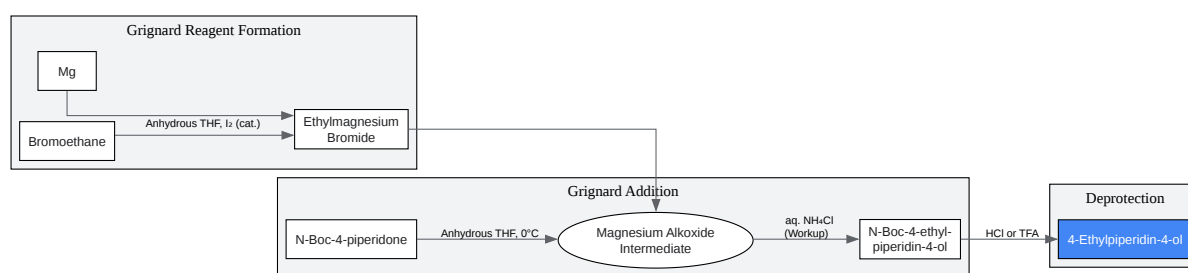 Grignard Reagent Formation
Mg
Anhydrous THF, I₂ (cat.)
Bromoethane
Ethylmagnesium
Bromide
Grignard Addition
N-Boc-4-piperidone
Anhydrous THF, 0°C
Magnesium Alkoxide
Intermediate
aq. NH₄Cl
(Workup)
N-Boc-4-ethyl-
piperidin-4-ol
HCl or TFA
Deprotection
4-Ethylpiperidin-4-ol